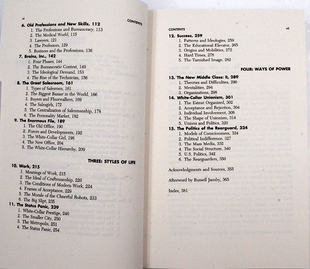 vi
CONTENTS
6. Old Professions and New Skills, 112
1. The Professions and Bureaucracy, 113
2. The Medical World, 115
3. Lawyers, 121
4. The Professors, 129
5. Business and the Professions, 136
7. Brains, Inc., 142
1. Four Phases, 144
2. The Bureaucratic Context, 149
3. The Ideological Demand, 153
4. The Rise of the Technician, 156
8. The Great Salesroom, 161
1. Types of Salesmen, 161
2. The Biggest Bazaar in the World, 166
3. Buyers and Floorwalkers, 169
4. The Salesgirls, 172
5. The Centralization of Salesmanship, 178
6. The Personality Market, 182
9. The Enormous File, 189
1. The Old Office, 190
2. Forces and Developments, 192
3. The White-Collar Girl, 198
4. The New Office, 204
5. The White-Collar Hierarchy, 209
THREE: STYLES OF LIFE
10. Work, 215
1. Meanings of Work, 215
2. The Ideal of Craftsmanship, 220
3. The Conditions of Modern Work, 224
4. Frames of Acceptance, 229
5. The Morale of the Cheerful Robots, 233
6. The Big Split, 235
11. The Status Panic, 239
1. White-Collar Prestige, 240
2. The Smaller City, 250
3. The Metropolis, 251
4. The Status Panic, 254
CONTENTS
vii
12. Success, 259
1. Patterns and Ideologies, 259
2. The Educational Elevator, 265
3. Origins and Mobilities, 272
4. Hard Times, 278
5. The Tarnished Image, 282
FOUR: WAYS OF POWER
13. The New Middle Class: II, 289
1. Theories and Difficulties, 290
2. Mentalities, 294
3. Organizations, 298
14. White-Collar Unionism, 301
1. The Extent Organized, 302
2. Acceptance and Rejection, 304
3. Individual Involvement, 308
4. The Shape of Unionism, 314
5. Unions and Politics, 320
15. The Politics of the Rearguard, 324
1. Models of Consciousness, 324
2. Political Indifference, 327
3. The Mass Media, 332
4. The Social Structure, 340
5. U.S. Politics, 342
6. The Rearguarders, 350
Acknowledgments and Sources, 355
Afterword by Russell Jacoby, 365
Index, 381